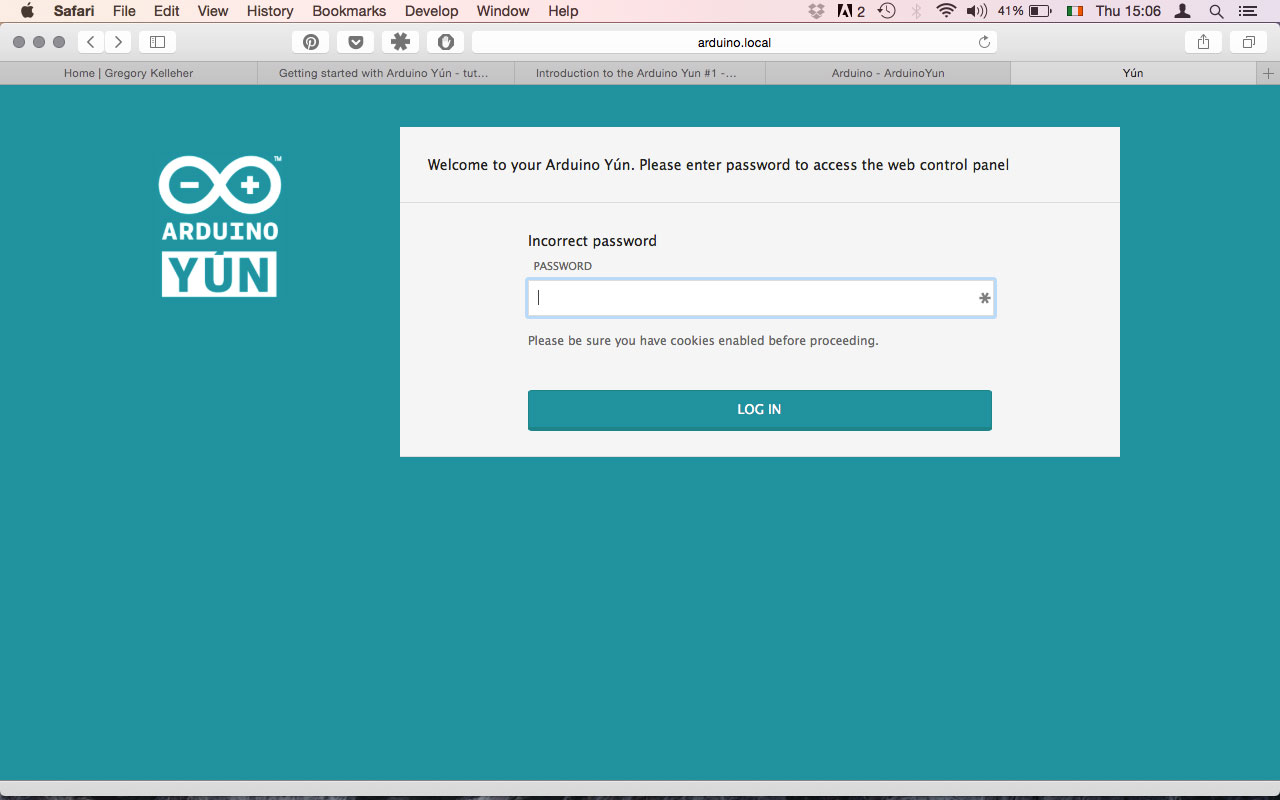 Safari File Edit View History Bookmarks Develop Window Help 2 41% Thu 15:06
arduino.local
Home | Gregory Kelleher Getting started with Arduino Yún - tut... Introduction to the Arduino Yun #1 -... Arduino - ArduinoYun Yún
Welcome to your Arduino Yún. Please enter password to access the web control panel
TM
ARDUINO
YÚN
Incorrect password
PASSWORD
Please be sure you have cookies enabled before proceeding.
LOG IN